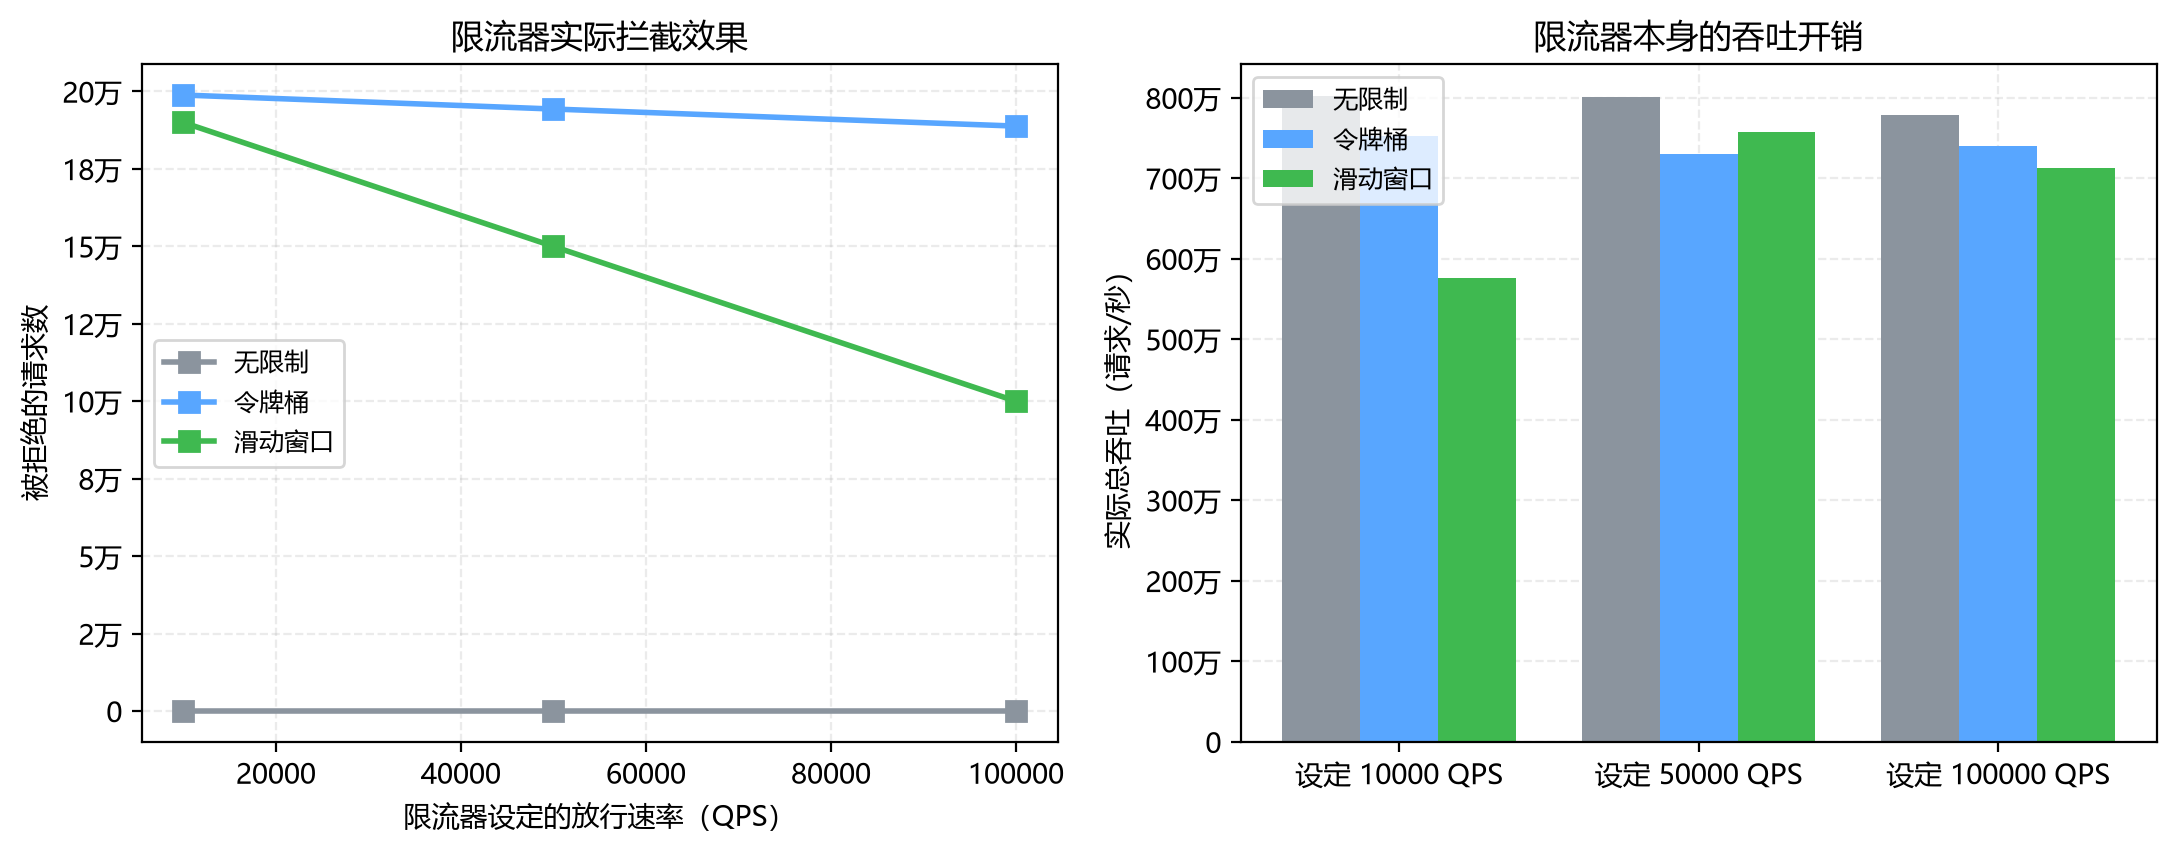 限流器实际拦截效果
20万
18万
15万
12万
10万
8万
5万
2万
0
被拒绝的请求数
无限制
令牌桶
滑动窗口
20000 40000 60000 80000 100000
限流器设定的放行速率（QPS）
限流器本身的吞吐开销
800万
700万
600万
500万
400万
300万
200万
100万
0
实际总吞吐（请求/秒）
无限制
令牌桶
滑动窗口
设定 10000 QPS 设定 50000 QPS 设定 100000 QPS